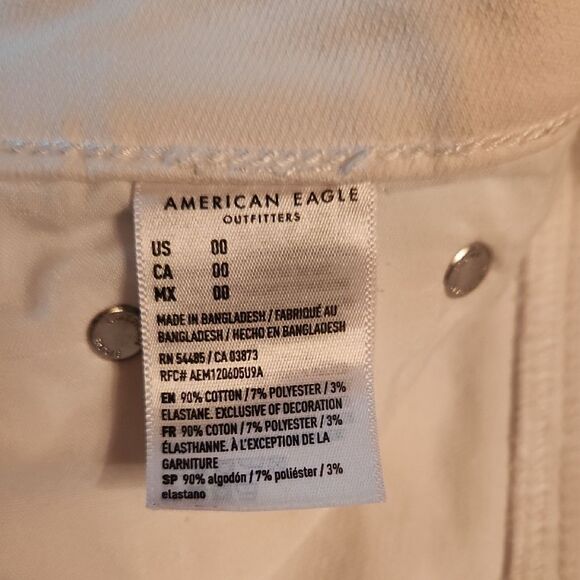 AMERICAN EAGLE
OUTFITTERS
US 00
CA 00
MX 00
MADE IN BANGLADESH / FABRIQUÉ AU
BANGLADESH / HECHO EN BANGLADESH
RN 54485 / CA 03873
RFC# AEM120605U9A
EN 90% COTTON / 7% POLYESTER / 3%
ELASTANE. EXCLUSIVE OF DECORATION
FR 90% COTON / 7% POLYESTER / 3%
ÉLASTHANNE. À L'EXCEPTION DE LA
GARNITURE
SP 90% algodón / 7% poliéster / 3%
elastano